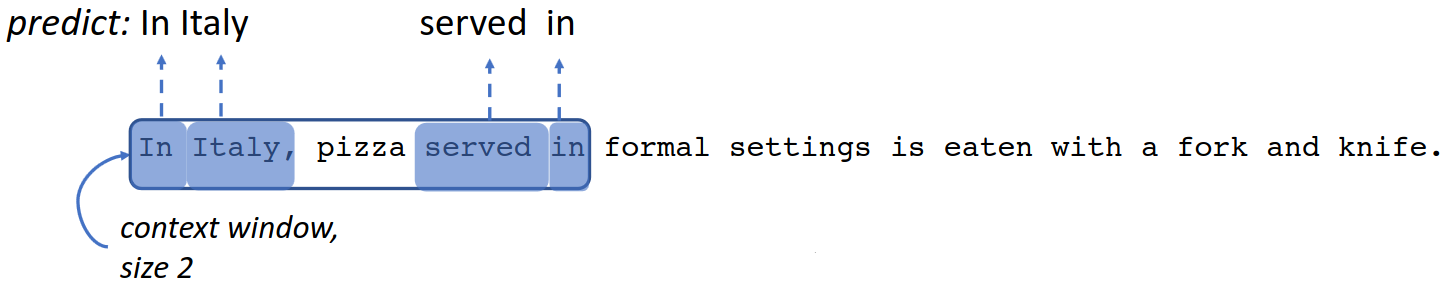 predict: In Italy served in
In Italy, pizza served in formal settings is eaten with a fork and knife.
context window,
size 2